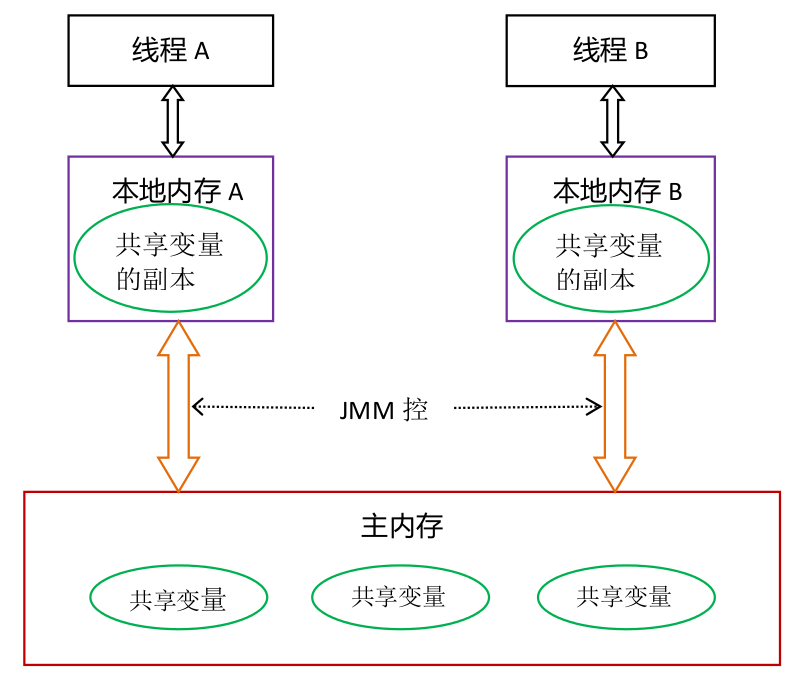 线程 A
线程 B
本地内存 A
本地内存 B
共享变量
的副本
共享变量
的副本
JMM 控
主内存
共享变量
共享变量
共享变量